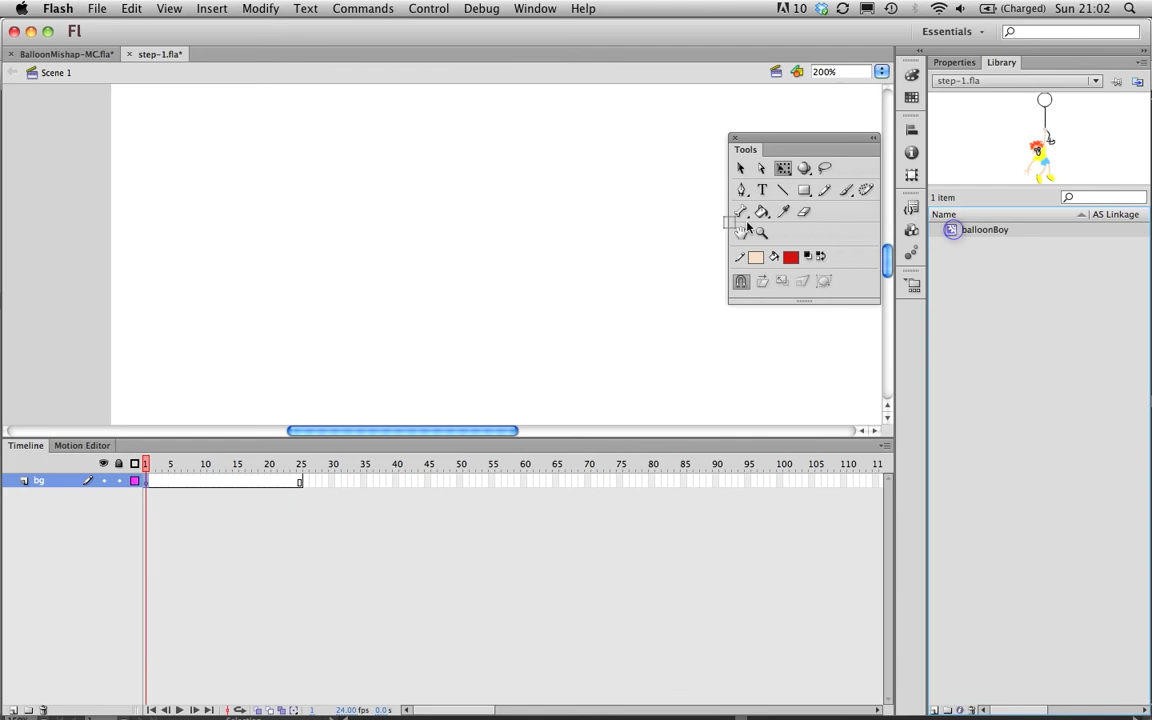 Flash File Edit View Insert Modify Text Commands Control Debug Window Help 10 (Charged) Sun 21:02
Fl Essentials
BalloonMishap-MC.fla* step-1.fla* Properties Library
Scene 1 200% step-1.fla
Tools
1 item
Name AS Linkage
balloonBoy
Timeline Motion Editor
1 5 10 15 20 25 30 35 40 45 50 55 60 65 70 75 80 85 90 95 100 105 110 11
bg
1 24.00 fps 0.0 s